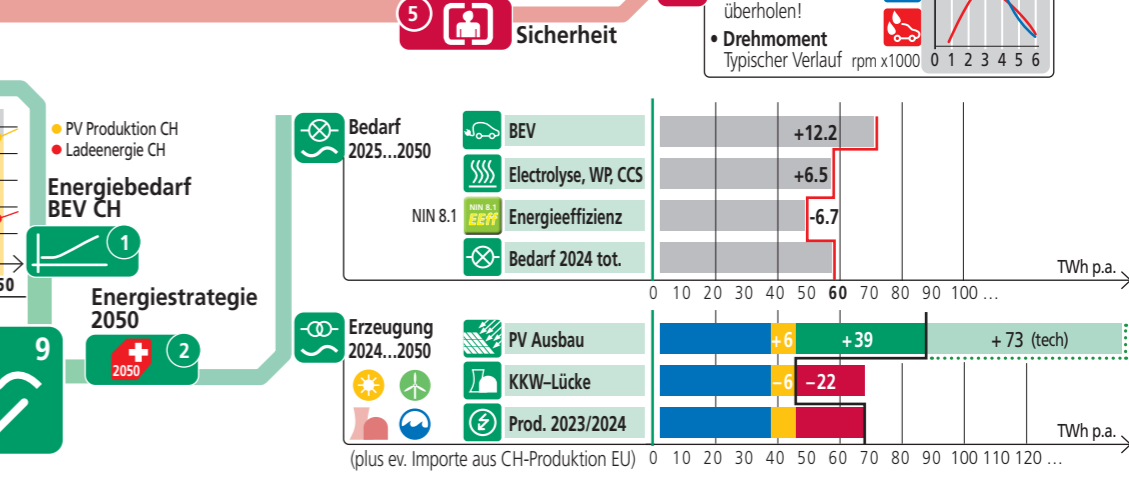 5
Sicherheit
überholen!
• Drehmoment
Typischer Verlauf
rpm x1000
0 1 2 3 4 5 6
PV Produktion CH
Ladeenergie CH
Energiebedarf
BEV CH
1
50
Energiestrategie
2050
2050
2
9
Bedarf
2025...2050
BEV
+12.2
Electrolyse, WP, CCS
+6.5
NIN 8.1
NIN 8.1
EEff
Energieeffizienz
-6.7
Bedarf 2024 tot.
TWh p.a.
0 10 20 30 40 50 60 70 80 90 100 ...
Erzeugung
2024...2050
PV Ausbau
+6
+39
+ 73 (tech)
KKW–Lücke
–6
–22
Prod. 2023/2024
TWh p.a.
(plus ev. Importe aus CH-Produktion EU)
0 10 20 30 40 50 60 70 80 90 100 110 120 ...